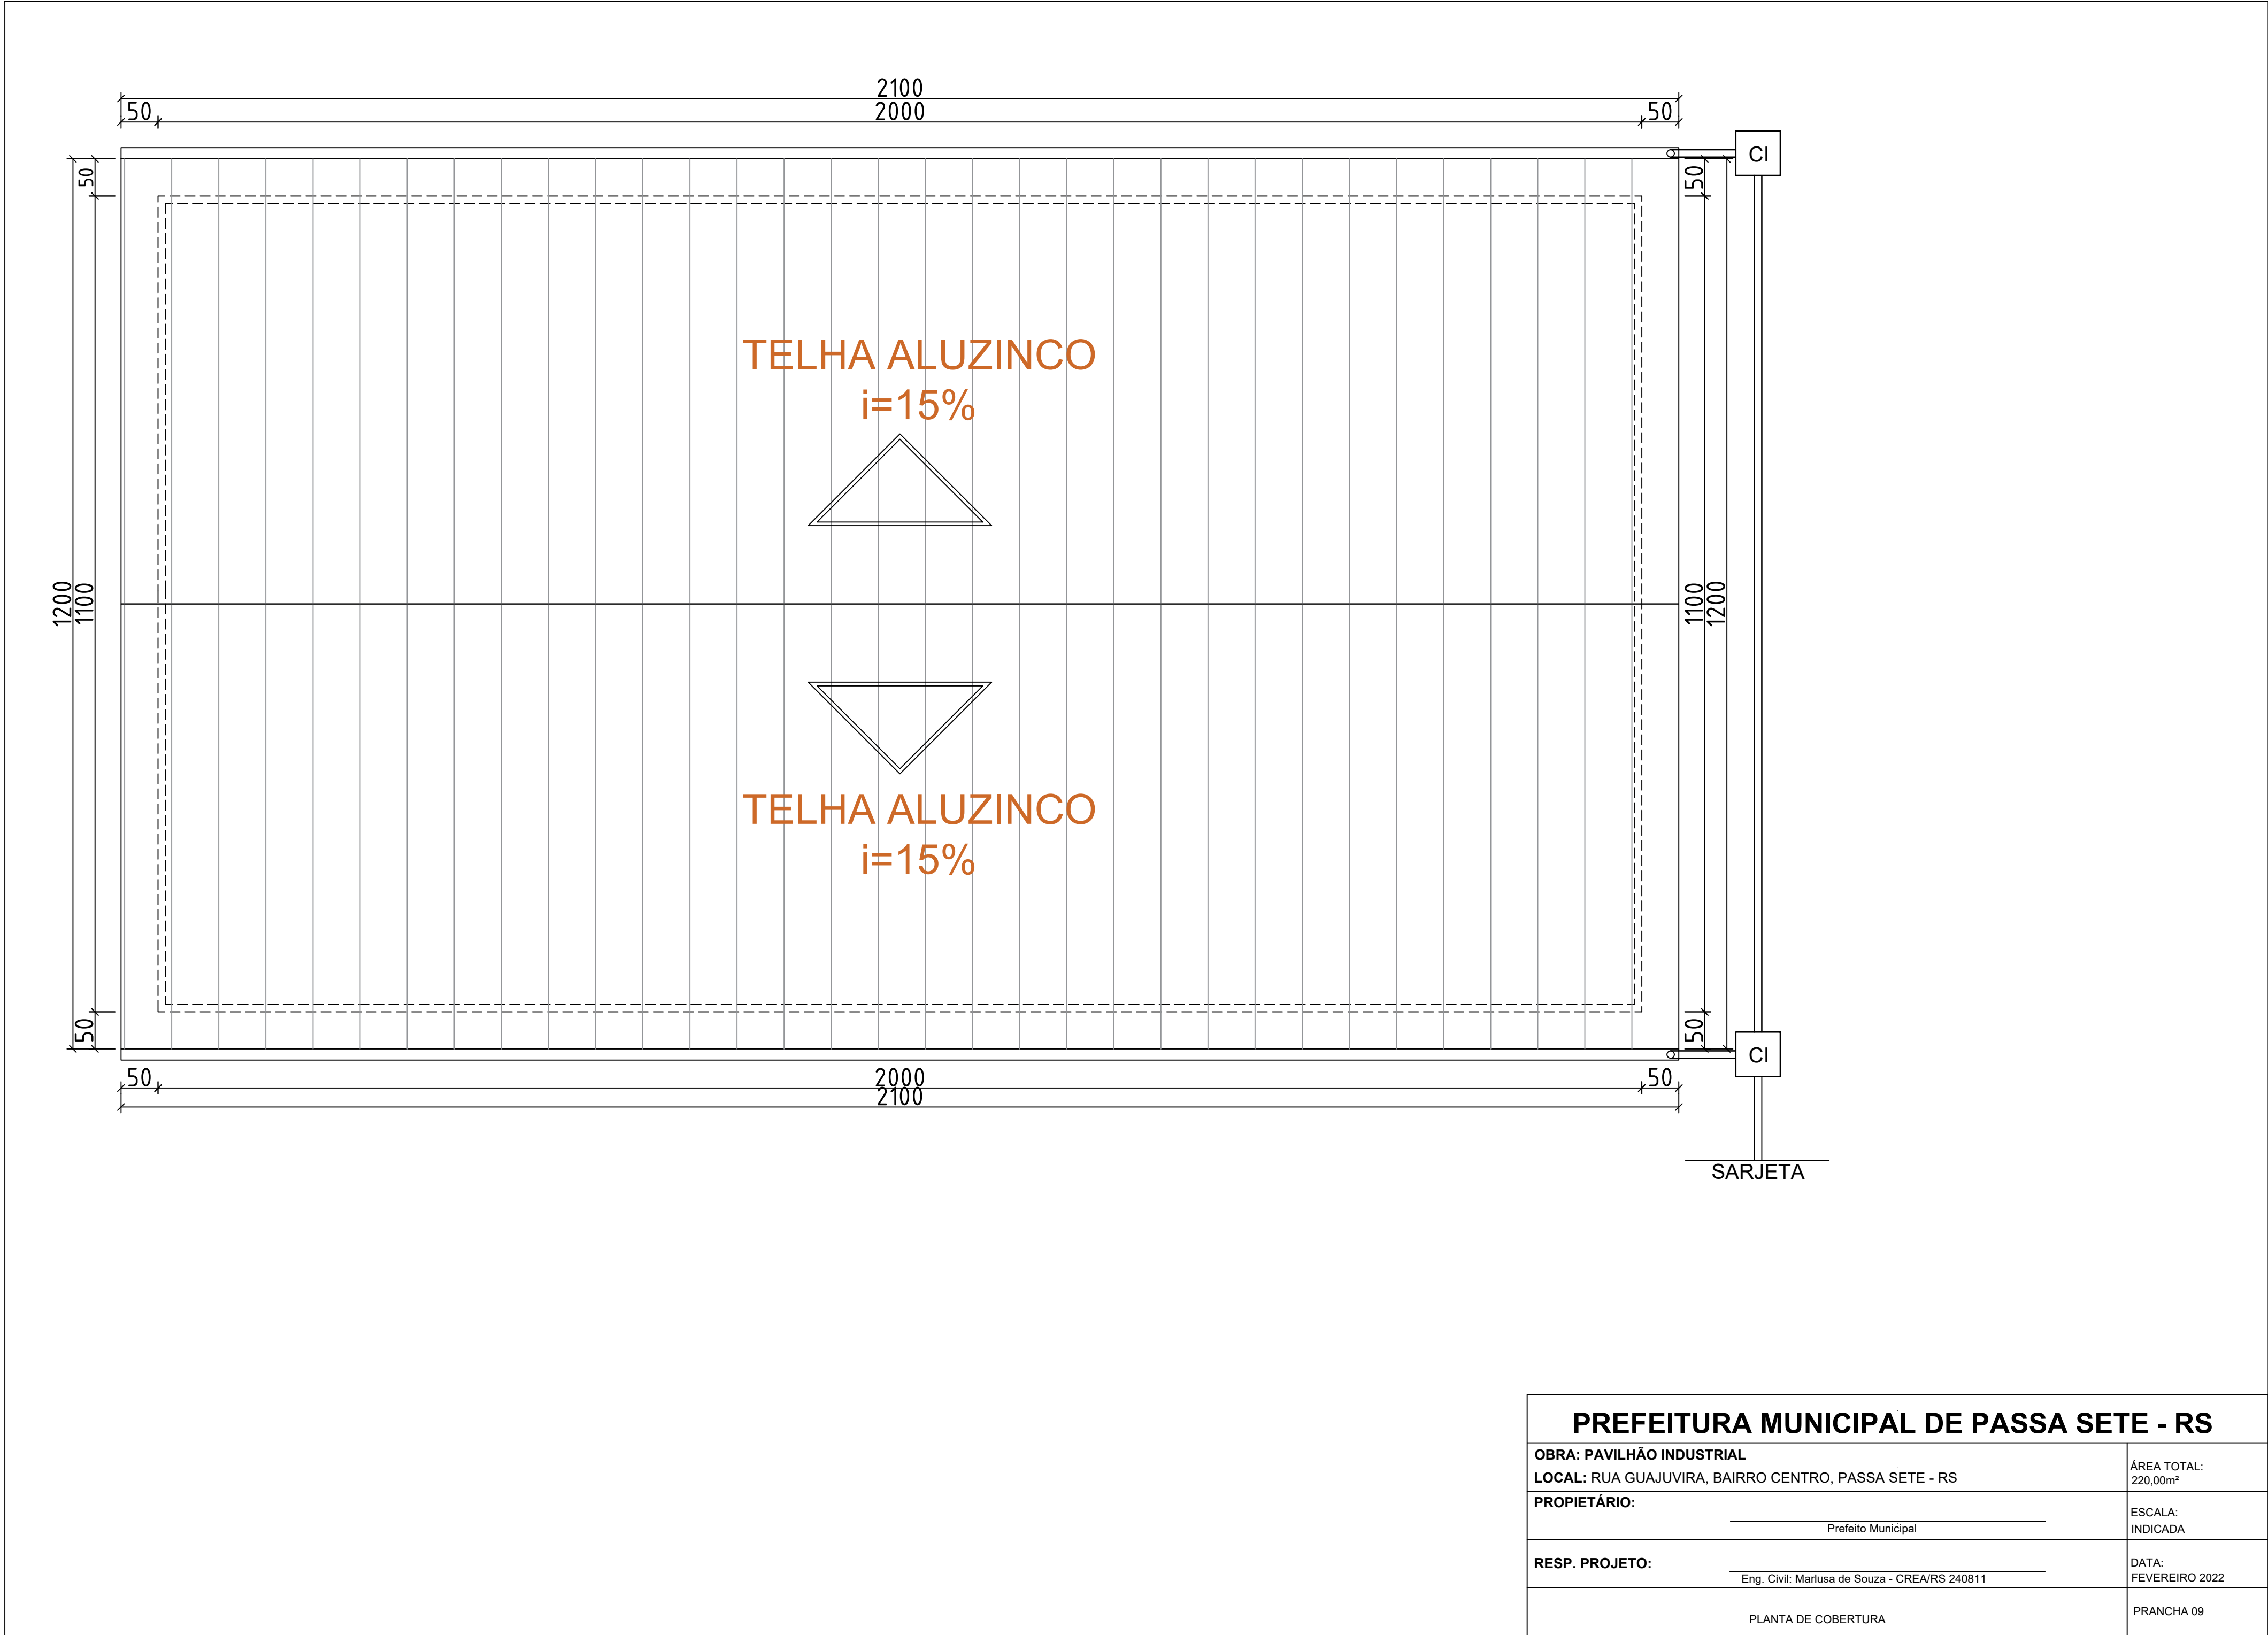 2100
50
2000
50
CI
50
50
TELHA ALUZINCO
i=15%
1200
1100
1100
1200
TELHA ALUZINCO
i=15%
50
50
CI
50
2000
50
2100
SARJETA
PREFEITURA MUNICIPAL DE PASSA SETE - RS
OBRA: PAVILHÃO INDUSTRIAL
LOCAL: RUA GUAJUVIRA, BAIRRO CENTRO, PASSA SETE - RS
ÁREA TOTAL:
220,00m²
PROPIETÁRIO:
Prefeito Municipal
ESCALA:
INDICADA
RESP. PROJETO:
Eng. Civil: Marlusa de Souza - CREA/RS 240811
DATA:
FEVEREIRO 2022
PLANTA DE COBERTURA
PRANCHA 09